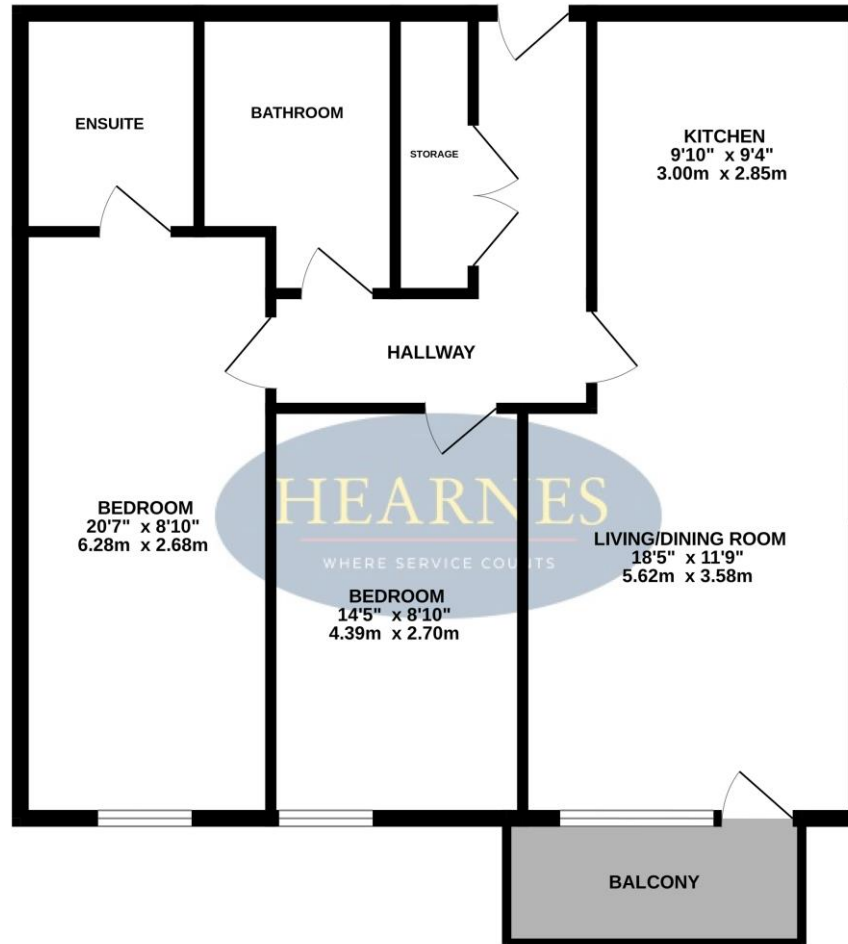 ENSUITE
BATHROOM
STORAGE
KITCHEN
9'10" x 9'4"
3.00m x 2.85m
HALLWAY
BEDROOM
20'7" x 8'10"
6.28m x 2.68m
HEARNES
WHERE SERVICE COUNTS
LIVING/DINING ROOM
18'5" x 11'9"
5.62m x 3.58m
BEDROOM
14'5" x 8'10"
4.39m x 2.70m
BALCONY